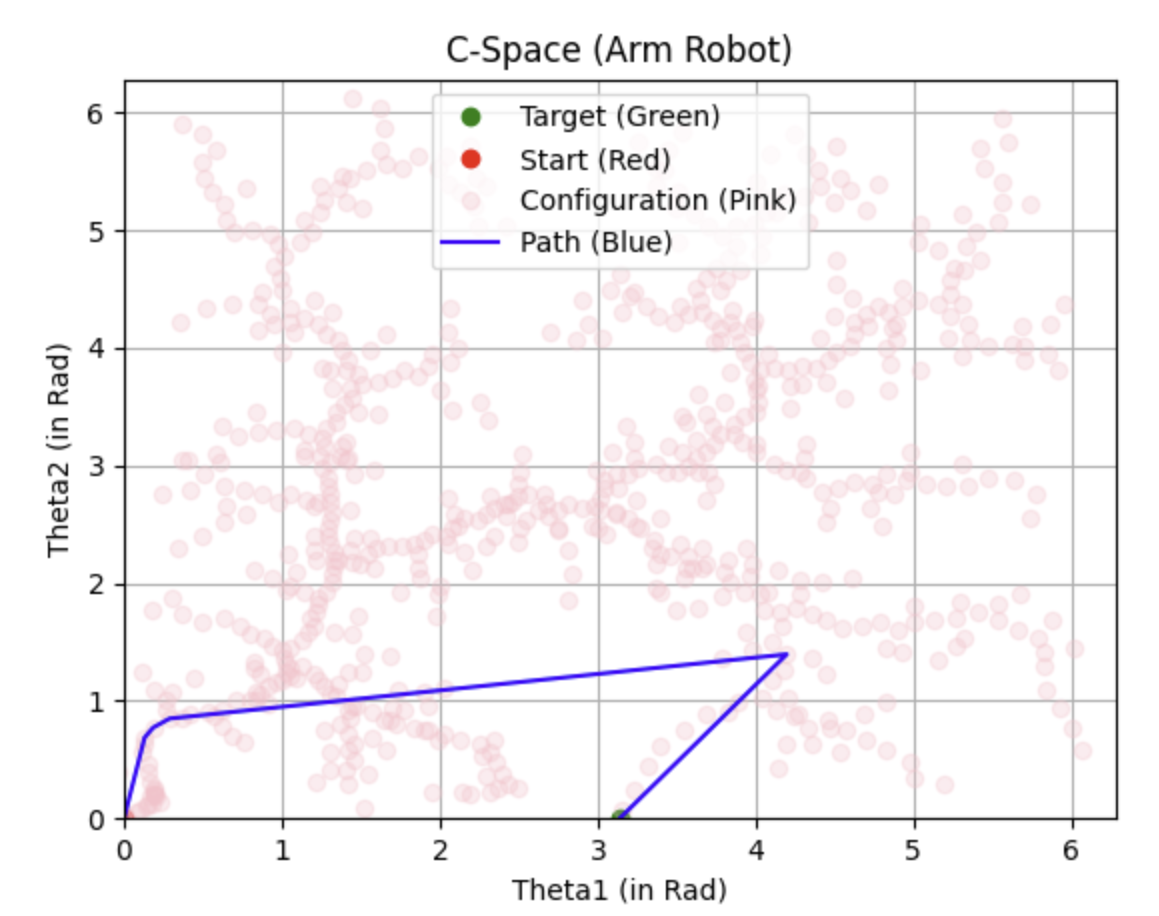 C-Space (Arm Robot)
Target (Green)
Start (Red)
Configuration (Pink)
Path (Blue)
Theta2 (in Rad)
6
5
4
3
2
1
0
0 1 2 3 4 5 6
Theta1 (in Rad)